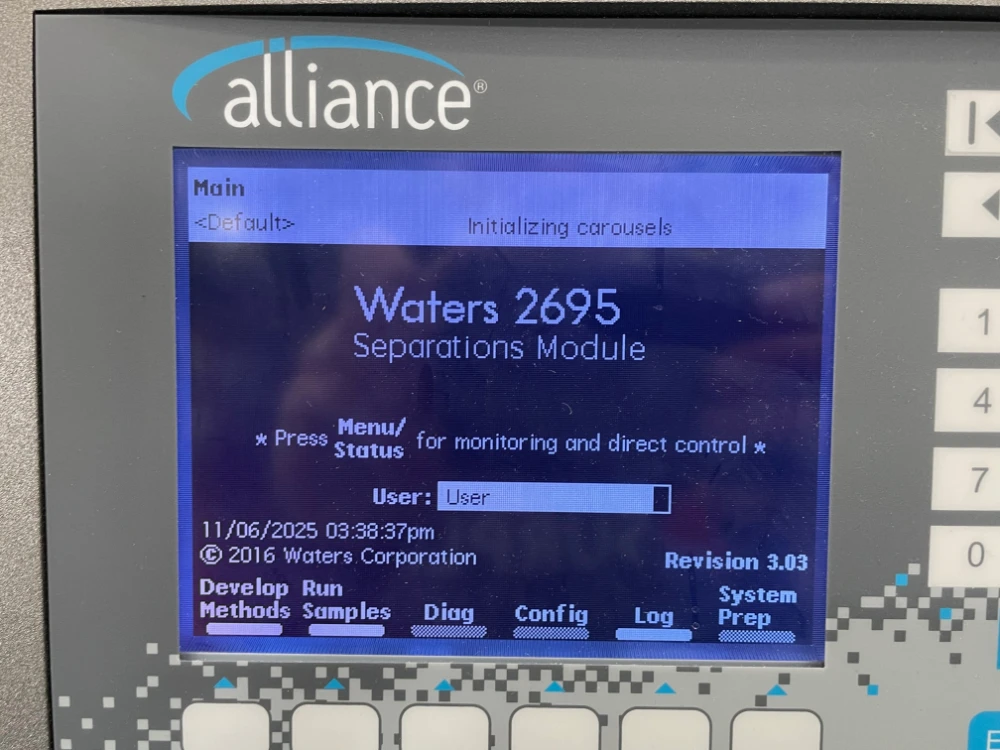 alliance®
Main
<Default> Initializing carousels
Waters 2695
Separations Module
* Press Menu/Status for monitoring and direct control *
User: User
11/06/2025 03:38:37pm
© 2016 Waters Corporation
Revision 3.03
Develop Methods
Run Samples
Diag
Config
Log
System Prep
1
4
7
0